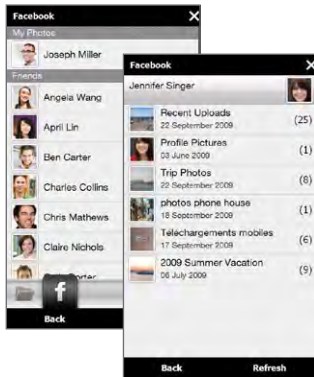 Facebook
My Photos
Joseph Miller
Friends
Angela Wang
April Lin
Ben Carter
Charles Collins
Chris Mathews
Claire Nichols
Porter
f
Back
Facebook
Jennifer Singer
Recent Uploads
22 September 2009
(25)
Profile Pictures
03 June 2009
(1)
Trip Photos
22 September 2009
(8)
photos phone house
18 September 2009
(1)
Téléchargements mobiles
17 September 2009
(6)
2009 Summer Vacation
06 July 2009
(9)
Back
Refresh